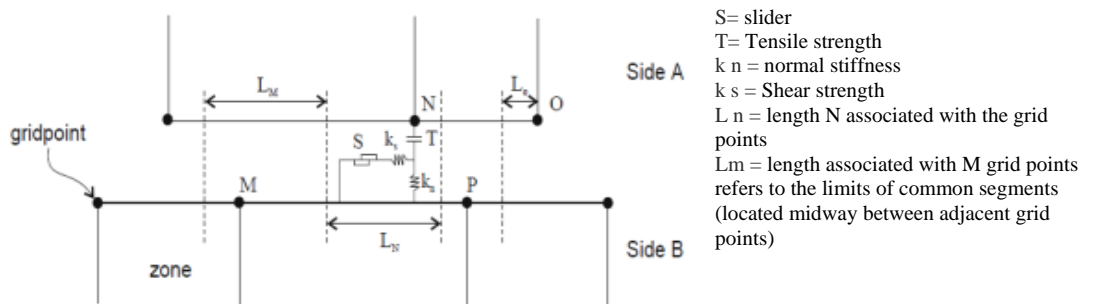 S= slider
T= Tensile strength
k n = normal stiffness
k s = Shear strength
L n = length N associated with the grid
points
Lm = length associated with M grid points
refers to the limits of common segments
(located midway between adjacent grid
points)
Side A
L_M
N
O
gridpoint
S
k_s
T
k_n
M
P
L_N
Side B
zone